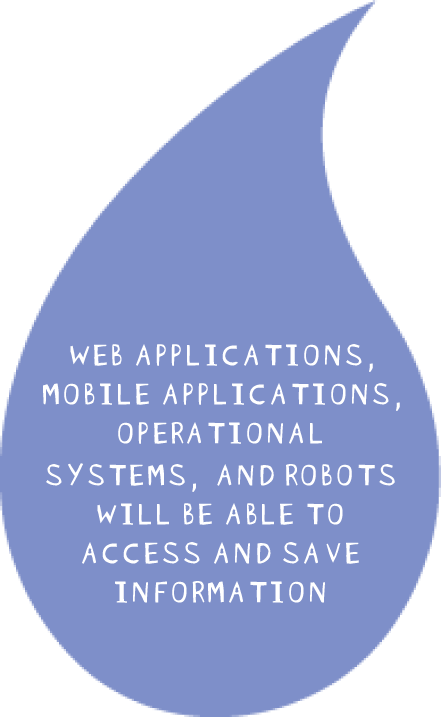 WEB APPLICATIONS,
MOBILE APPLICATIONS,
OPERATIONAL
SYSTEMS, AND ROBOTS
WILL BE ABLE TO
ACCESS AND SAVE
INFORMATION